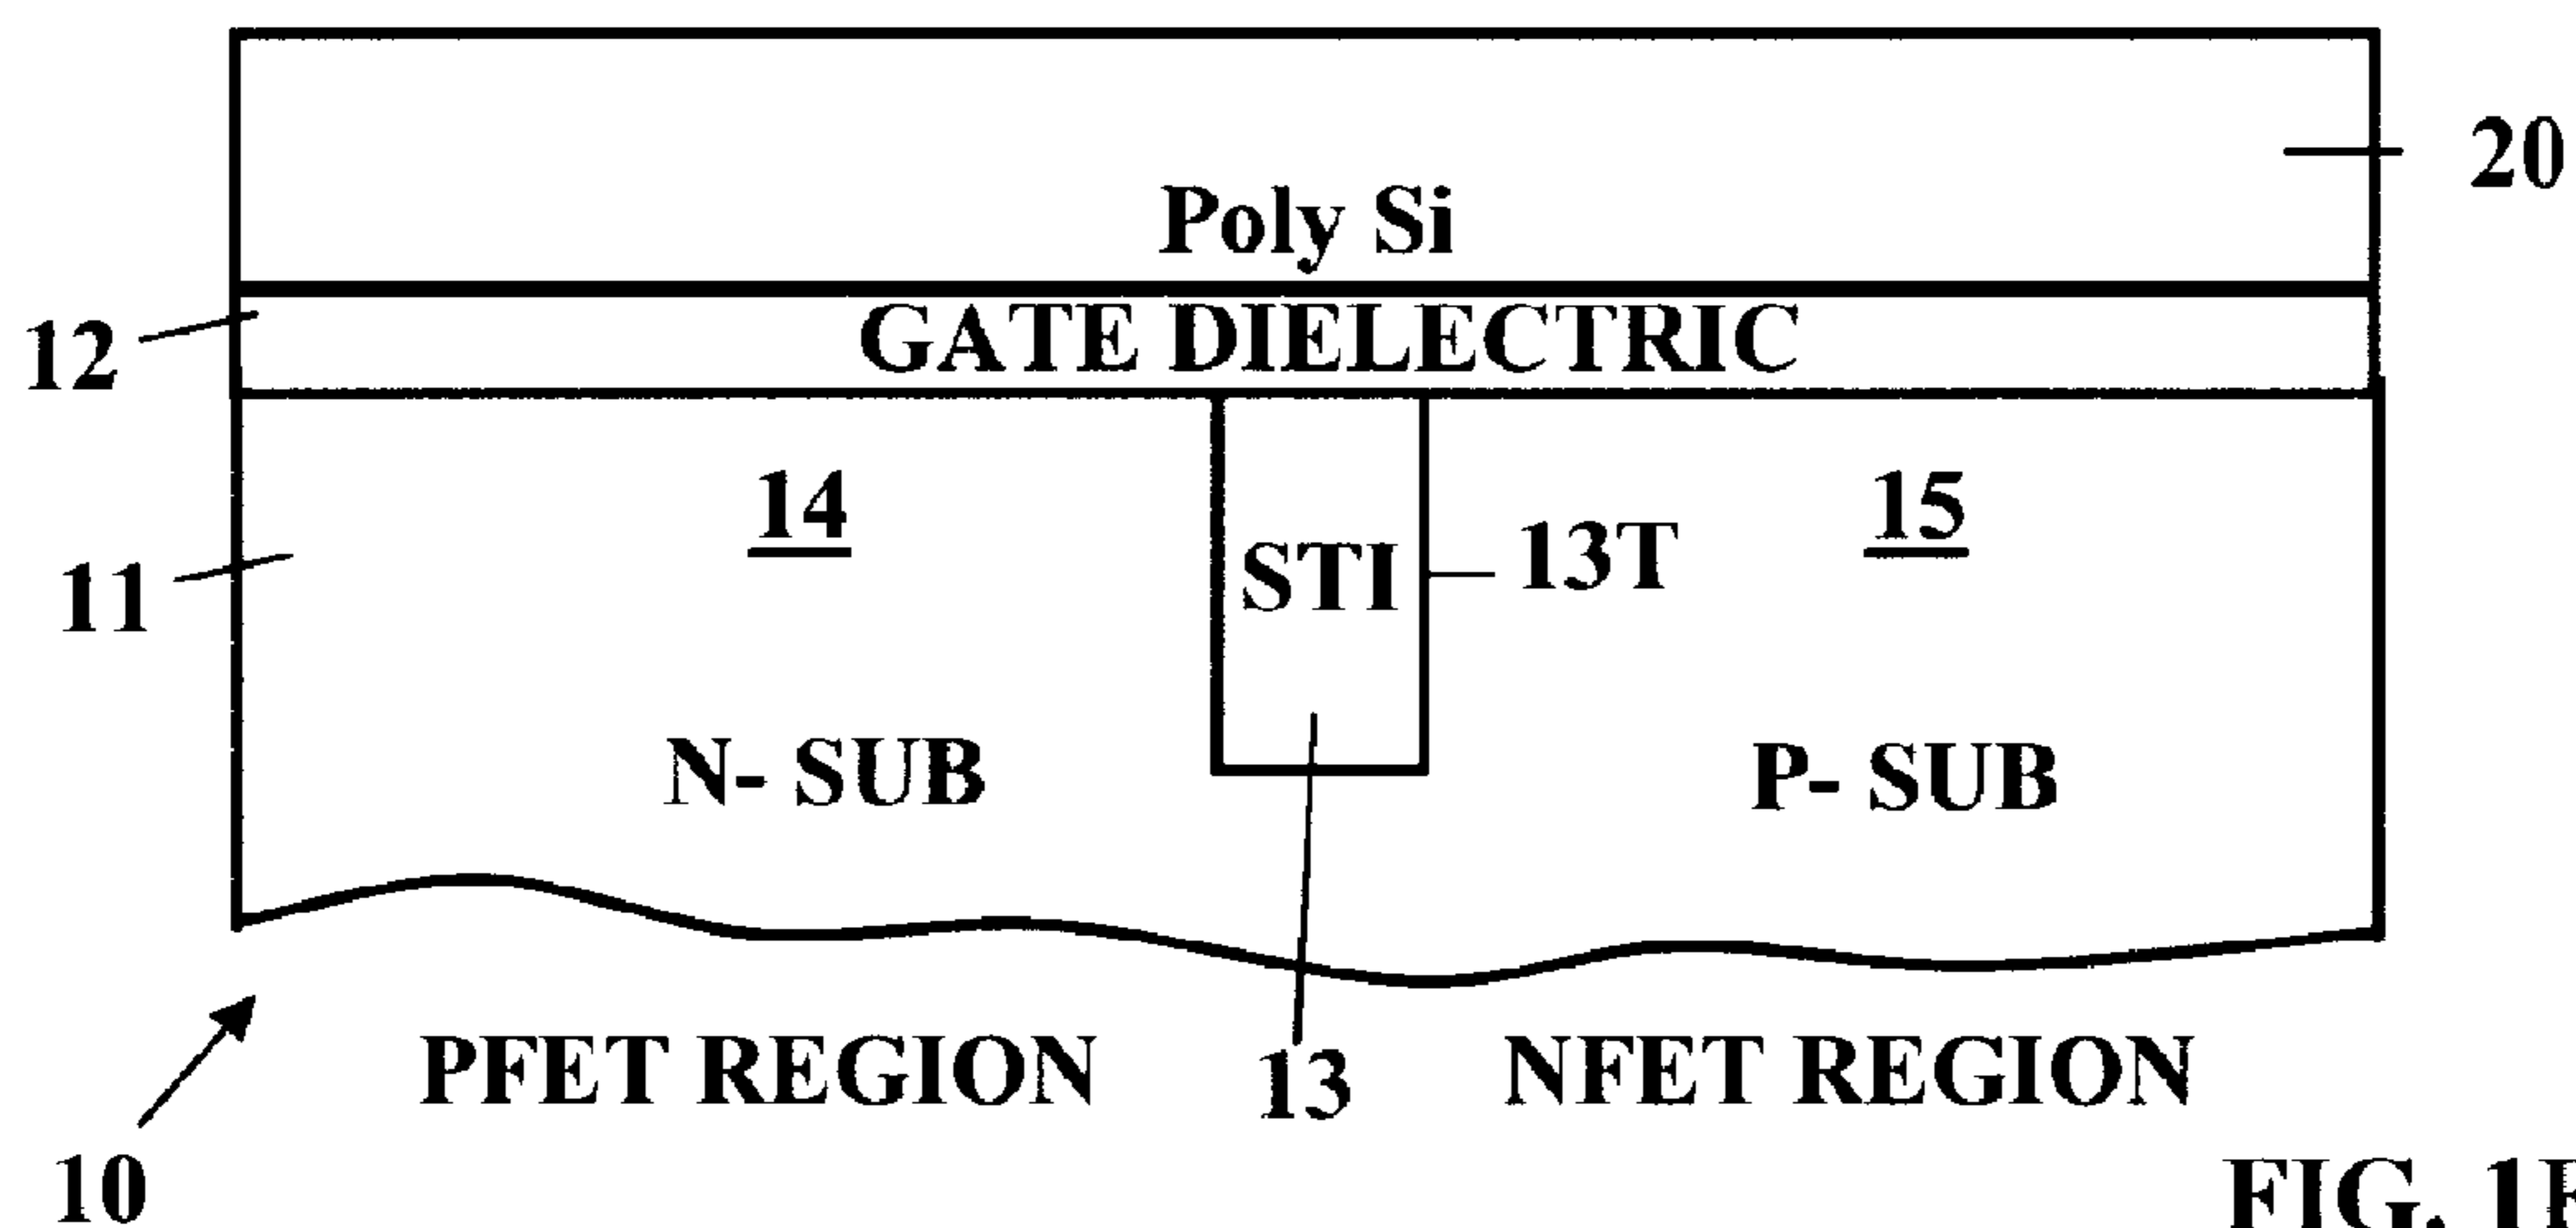 20
Poly Si
12
GATE DIELECTRIC
14
15
STI
13T
11
N- SUB
P- SUB
PFET REGION
13
NFET REGION
10
FIG.